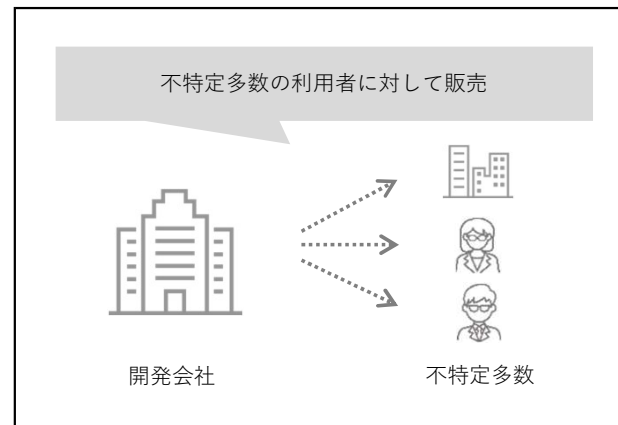 不特定多数の利用者に対して販売
開発会社
不特定多数